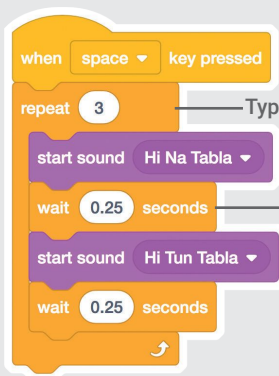 when space key pressed
repeat 3
Typ
start sound Hi Na Tabla
wait 0.25 seconds
start sound Hi Tun Tabla
wait 0.25 seconds